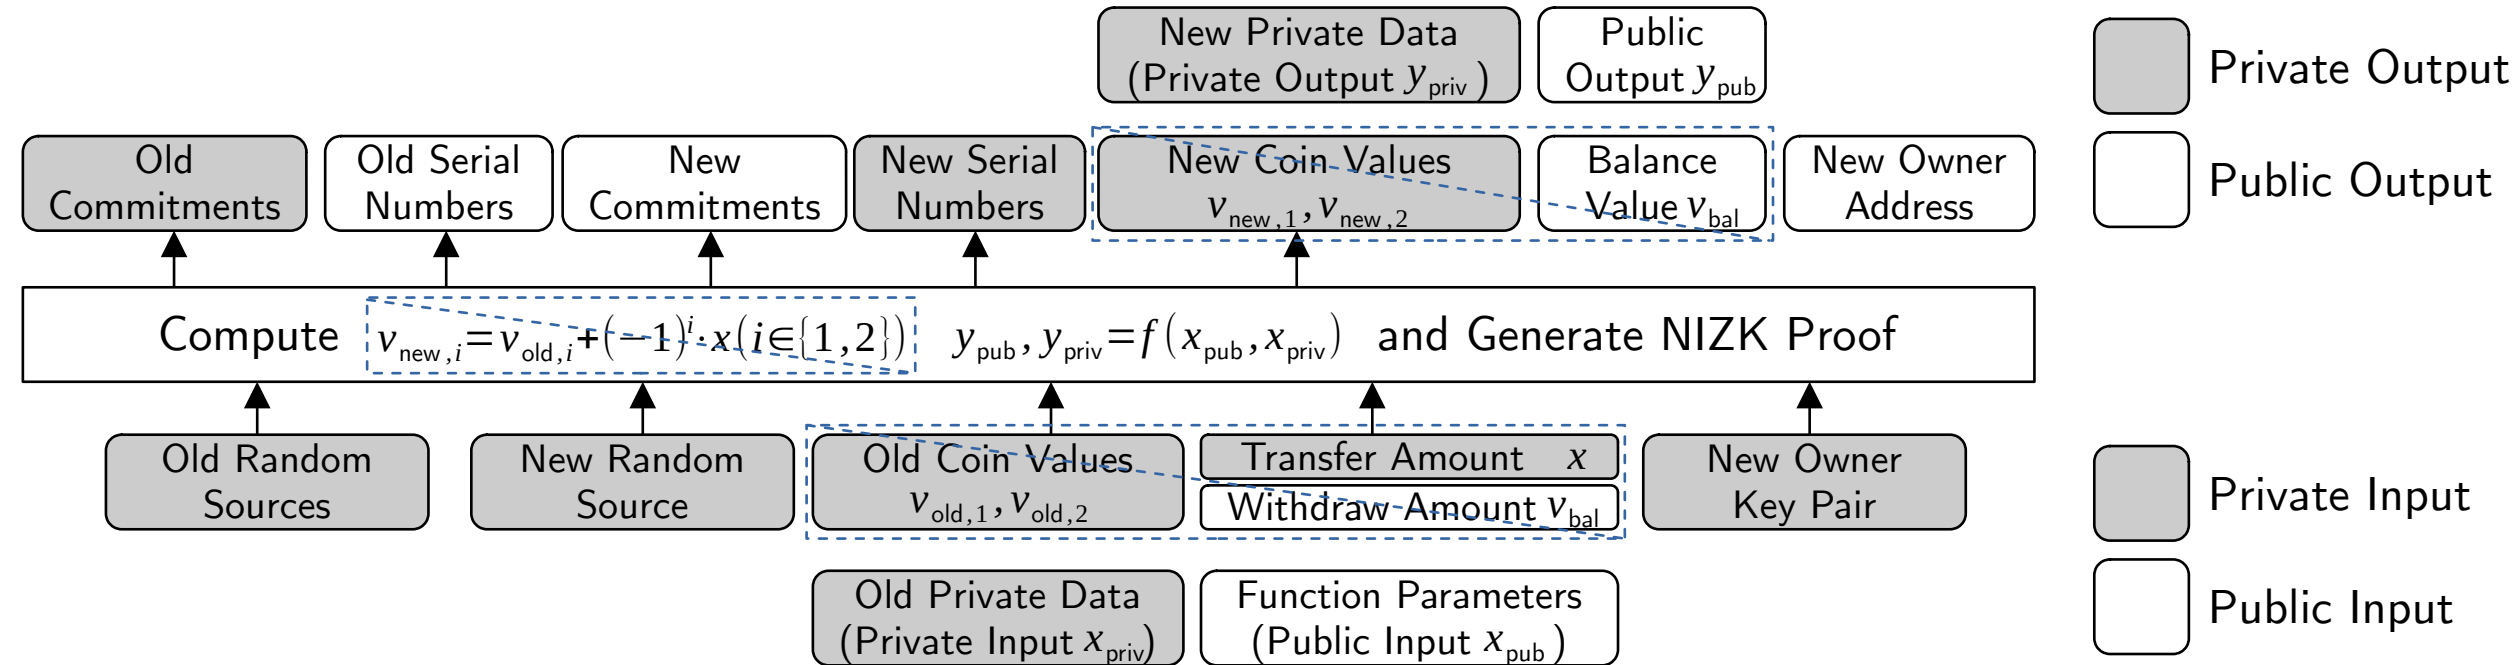 New Private Data
(Private Output y_priv)
Public
Output y_pub
Private Output
Old
Commitments
Old Serial
Numbers
New
Commitments
New Serial
Numbers
New Coin Values
v_new,1, v_new,2
Balance
Value v_bal
New Owner
Address
Public Output
Compute v_new,i=v_old,i+(−1)^i·x(i∈{1,2}) y_pub, y_priv=f(x_pub, x_priv) and Generate NIZK Proof
Old Random
Sources
New Random
Source
Old Coin Values
v_old,1, v_old,2
Transfer Amount x
Withdraw Amount v_bal
New Owner
Key Pair
Private Input
Old Private Data
(Private Input x_priv)
Function Parameters
(Public Input x_pub)
Public Input